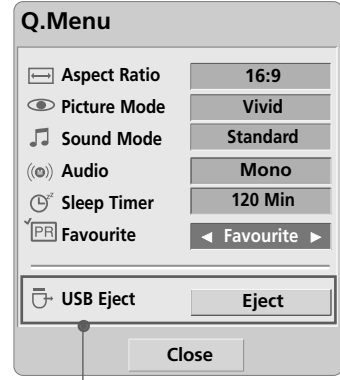 Q.Menu
Aspect Ratio 16:9
Picture Mode Vivid
Sound Mode Standard
Audio Mono
Sleep Timer 120 Min
PR Favourite ◄ Favourite ►
USB Eject Eject
Close